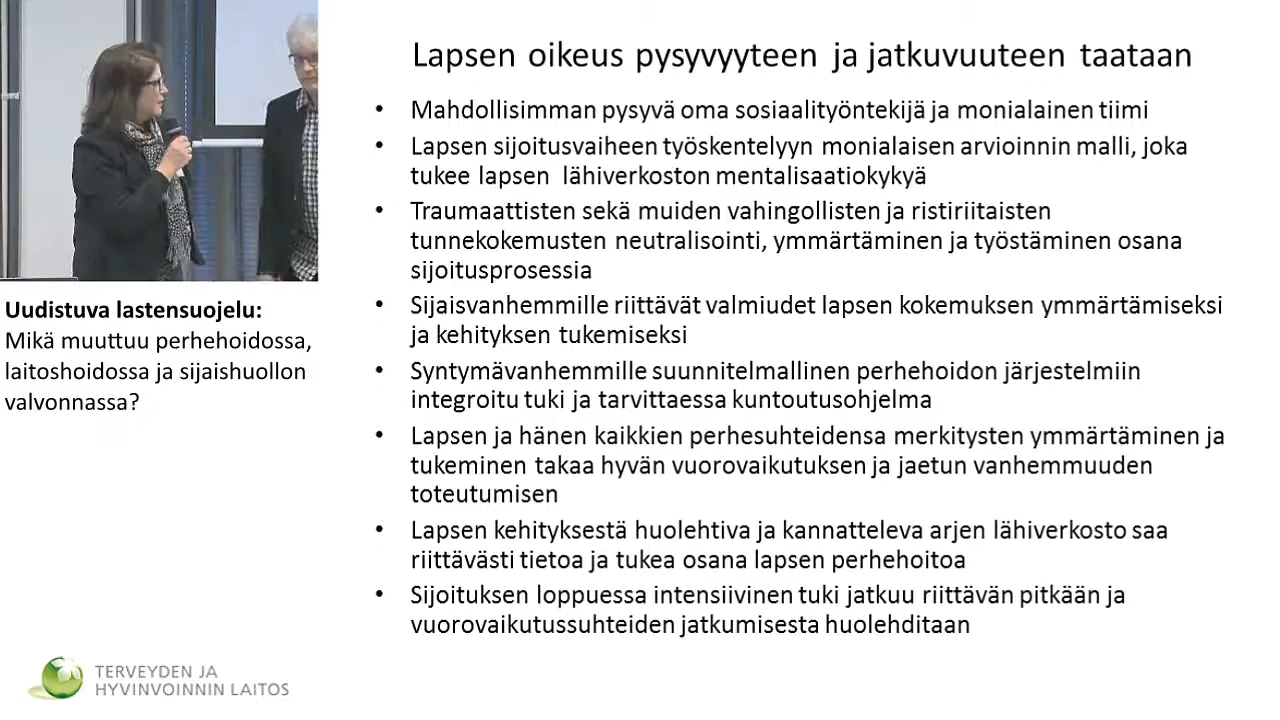 Lapsen oikeus pysyvyyteen ja jatkuvuuteen taataan
• Mahdollisimman pysyvä oma sosiaalityöntekijä ja monialainen tiimi
• Lapsen sijoitusvaiheen työskentelyyn monialaisen arvioinnin malli, joka
tukee lapsen lähiverkoston mentalisaatiokykyä
• Traumaattisten sekä muiden vahingollisten ja ristiriitaisten
tunnekokemusten neutralisointi, ymmärtäminen ja työstäminen osana
sijoitusprosessia
• Sijaisvanhemmille riittävät valmiudet lapsen kokemuksen ymmärtämiseksi
ja kehityksen tukemiseksi
• Syntymävanhemmille suunnitelmallinen perhehoidon järjestelmiin
integroitu tuki ja tarvittaessa kuntoutusohjelma
• Lapsen ja hänen kaikkien perhesuhteidensa merkitysten ymmärtäminen ja
tukeminen takaa hyvän vuorovaikutuksen ja jaetun vanhemmuuden
toteutumisen
• Lapsen kehityksestä huolehtiva ja kannatteleva arjen lähiverkosto saa
riittävästi tietoa ja tukea osana lapsen perhehoitoa
• Sijoituksen loppuessa intensiivinen tuki jatkuu riittävän pitkään ja
vuorovaikutussuhteiden jatkumisesta huolehditaan
Uudistuva lastensuojelu:
Mikä muuttuu perhehoidossa,
laitoshoidossa ja sijaishuollon
valvonnassa?
TERVEYDEN JA
HYVINVOINNIN LAITOS